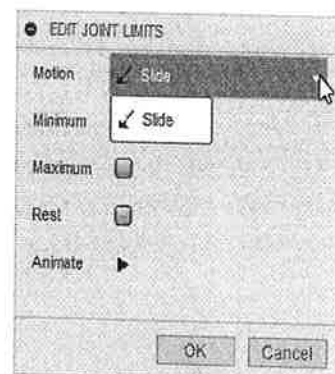 EDIT JOINT LIMITS
Motion Slide
Minimum Slide
Maximum
Rest
Animate
OK Cancel